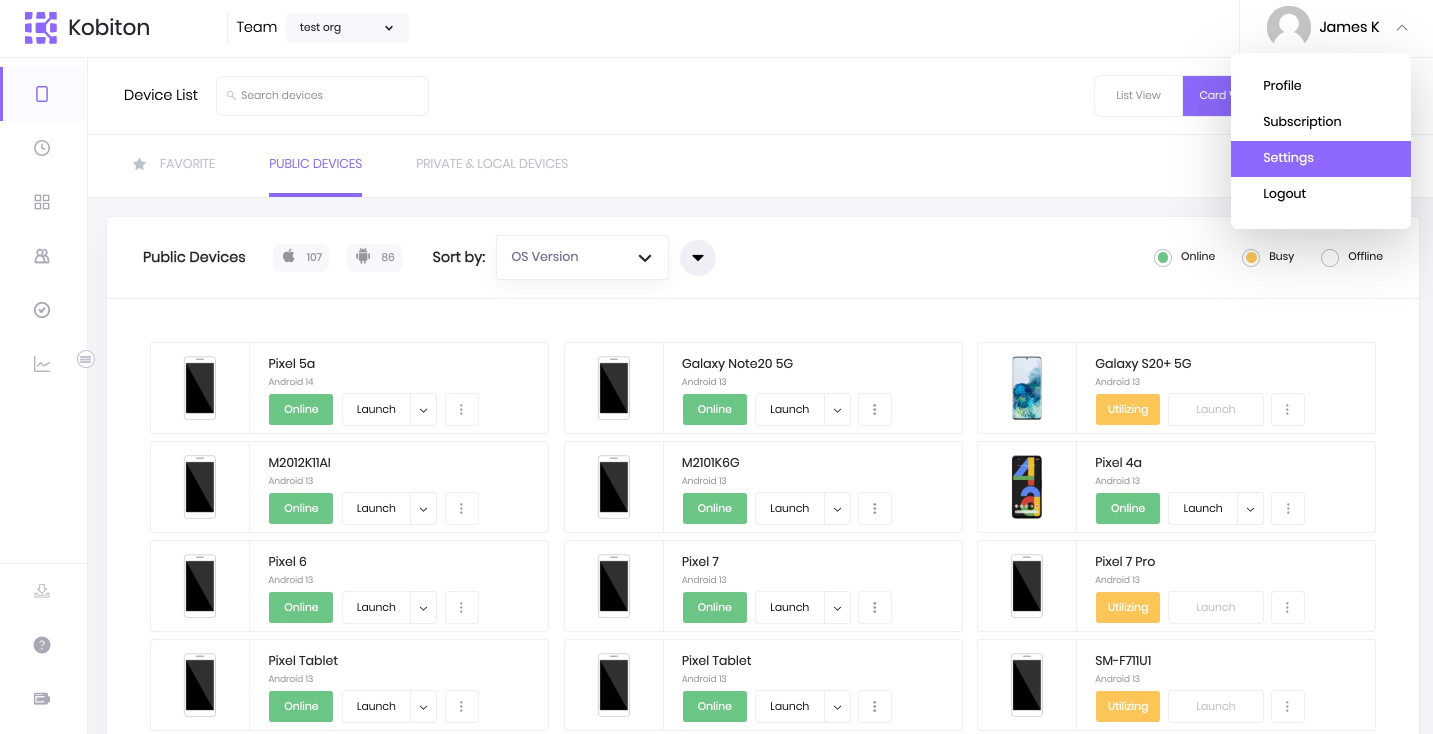 Kobiton
Team
test org
James K
Profile
Subscription
Settings
Logout
Device List
Search devices
List View
Card
FAVORITE
PUBLIC DEVICES
PRIVATE & LOCAL DEVICES
Public Devices
107
86
Sort by:
OS Version
Online
Busy
Offline
Pixel 5a
Android 14
Online
Launch
Galaxy Note20 5G
Android 13
Online
Launch
Galaxy S20+ 5G
Android 13
Utilizing
Launch
M2012K11AI
Android 13
Online
Launch
M2101K6G
Android 13
Online
Launch
Pixel 4a
Android 13
Online
Launch
Pixel 6
Android 13
Online
Launch
Pixel 7
Android 13
Online
Launch
Pixel 7 Pro
Android 13
Utilizing
Launch
Pixel Tablet
Android 13
Online
Launch
Pixel Tablet
Android 13
Online
Launch
SM-F711U1
Android 13
Utilizing
Launch